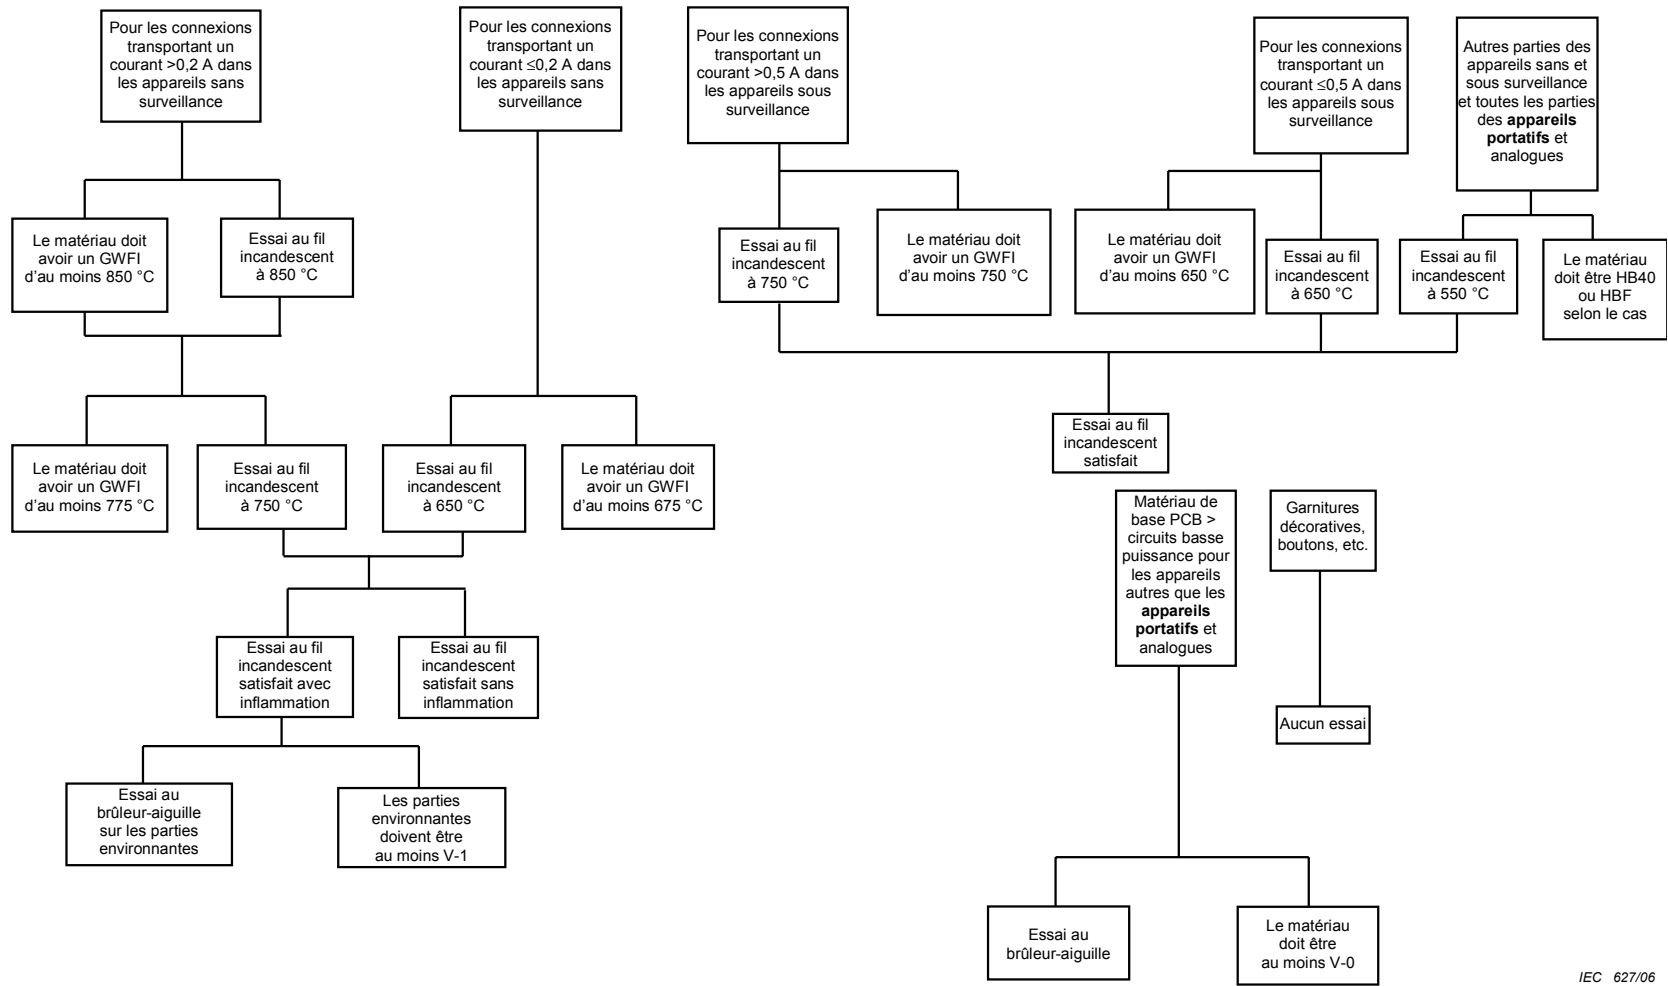 Pour les connexions
transportant un
courant >0,2 A dans
les appareils sans
surveillance
Pour les connexions
transportant un
courant ≤0,2 A dans
les appareils sans
surveillance
Pour les connexions
transportant un
courant >0,5 A dans
les appareils sous
surveillance
Pour les connexions
transportant un
courant ≤0,5 A dans
les appareils sous
surveillance
Autres parties des
appareils sans et
sous surveillance
et toutes les parties
des appareils
portatifs et
analogues
Le matériau doit
avoir un GWFI
d'au moins 850 °C
Essai au fil
incandescent
à 850 °C
Essai au fil
incandescent
à 750 °C
Le matériau doit
avoir un GWFI
d'au moins 750 °C
Le matériau doit
avoir un GWFI
d'au moins 650 °C
Essai au fil
incandescent
à 650 °C
Essai au fil
incandescent
à 550 °C
Le matériau
doit être HB40
ou HBF
selon le cas
Le matériau doit
avoir un GWFI
d'au moins 775 °C
Essai au fil
incandescent
à 750 °C
Essai au fil
incandescent
à 650 °C
Le matériau doit
avoir un GWFI
d'au moins 675 °C
Essai au fil
incandescent
satisfait
Matériau de
base PCB >
circuits basse
puissance pour
les appareils
autres que les
appareils
portatifs et
analogues
Garnitures
décoratives,
boutons, etc.
Essai au fil
incandescent
satisfait avec
inflammation
Essai au fil
incandescent
satisfait sans
inflammation
Aucun essai
Essai au
brûleur-aiguille
sur les parties
environnantes
Les parties
environnantes
doivent être
au moins V-1
Essai au
brûleur-aiguille
Le matériau
doit être
au moins V-0
IEC 627/06